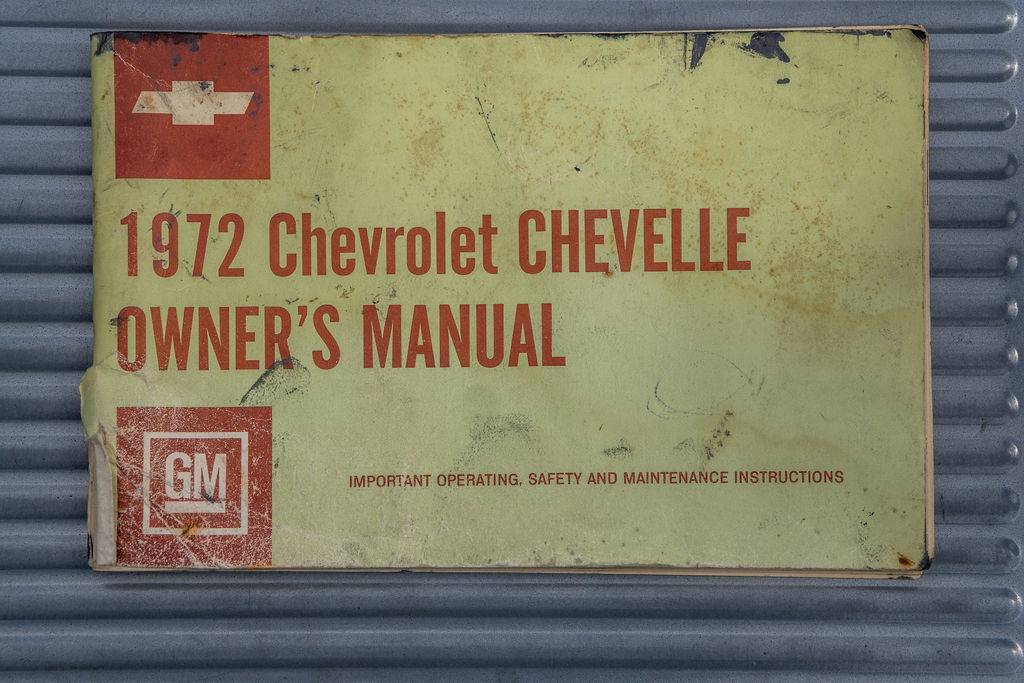 1972 Chevrolet CHEVELLE
OWNER'S MANUAL
GM
IMPORTANT OPERATING, SAFETY AND MAINTENANCE INSTRUCTIONS